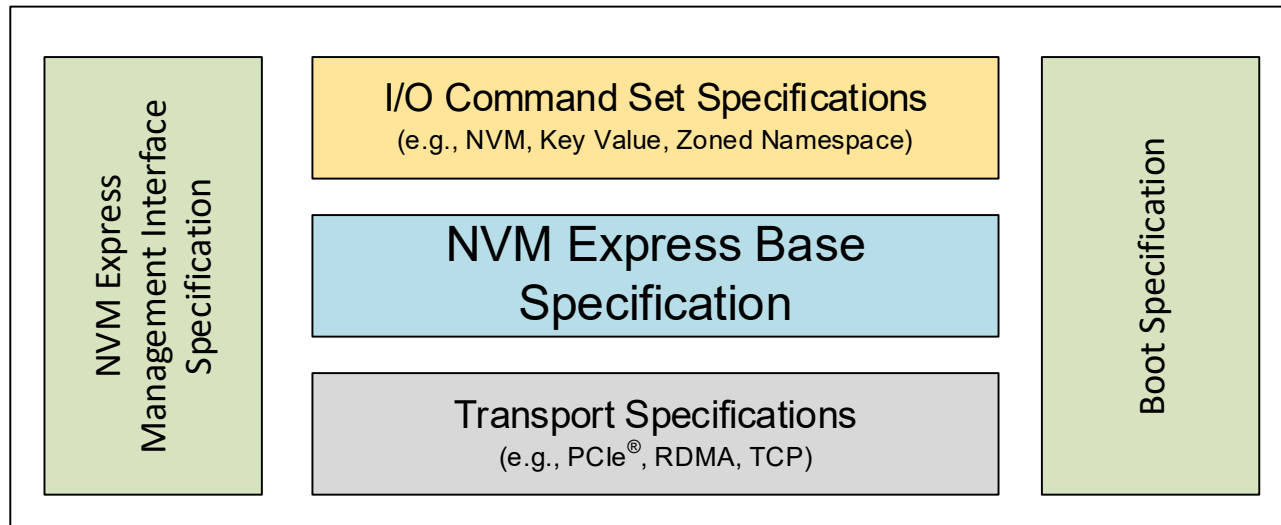 NVM Express
Management Interface
Specification
I/O Command Set Specifications
(e.g., NVM, Key Value, Zoned Namespace)
NVM Express Base
Specification
Transport Specifications
(e.g., PCIe®, RDMA, TCP)
Boot Specification